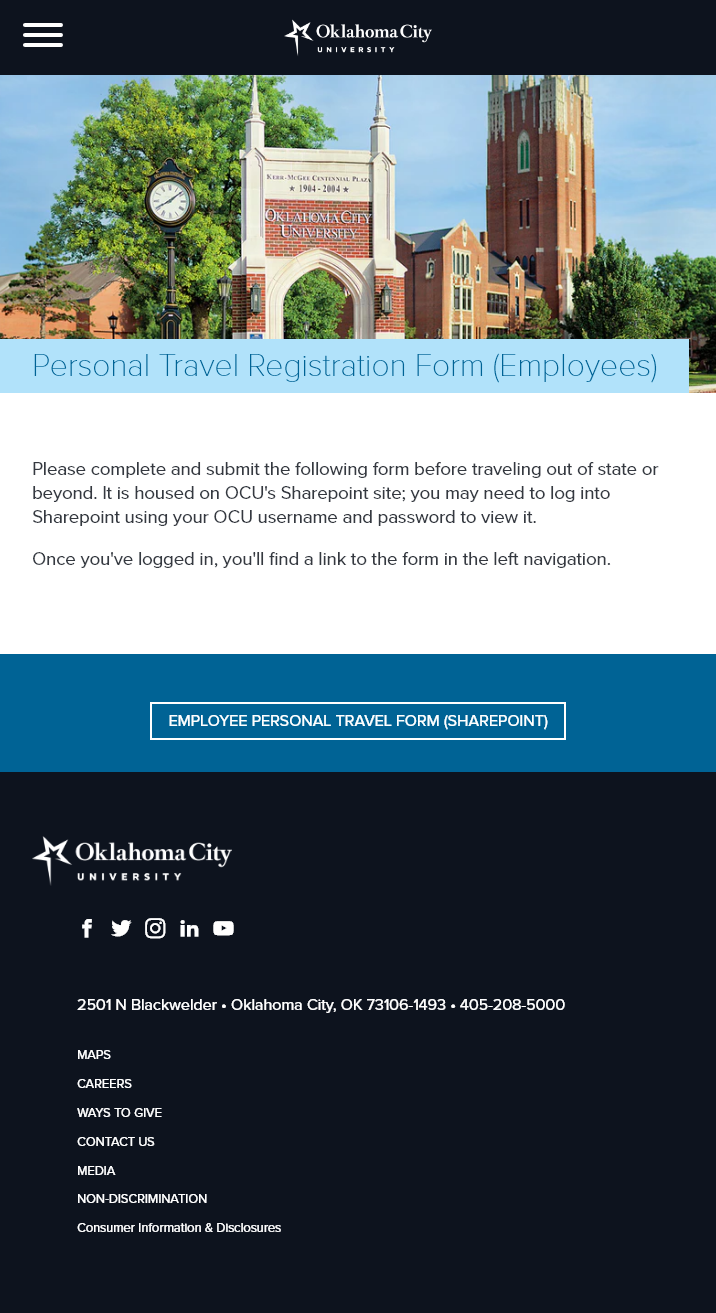 Oklahoma City
UNIVERSITY
KERR-MCGEE CENTENNIAL PLAZA
★ 1904 - 2004 ★
OKLAHOMA CITY
UNIVERSITY
Personal Travel Registration Form (Employees)
Please complete and submit the following form before traveling out of state or
beyond. It is housed on OCU's Sharepoint site; you may need to log into
Sharepoint using your OCU username and password to view it.
Once you've logged in, you'll find a link to the form in the left navigation.
EMPLOYEE PERSONAL TRAVEL FORM (SHAREPOINT)
Oklahoma City
UNIVERSITY
2501 N Blackwelder • Oklahoma City, OK 73106-1493 • 405-208-5000
MAPS
CAREERS
WAYS TO GIVE
CONTACT US
MEDIA
NON-DISCRIMINATION
Consumer Information & Disclosures